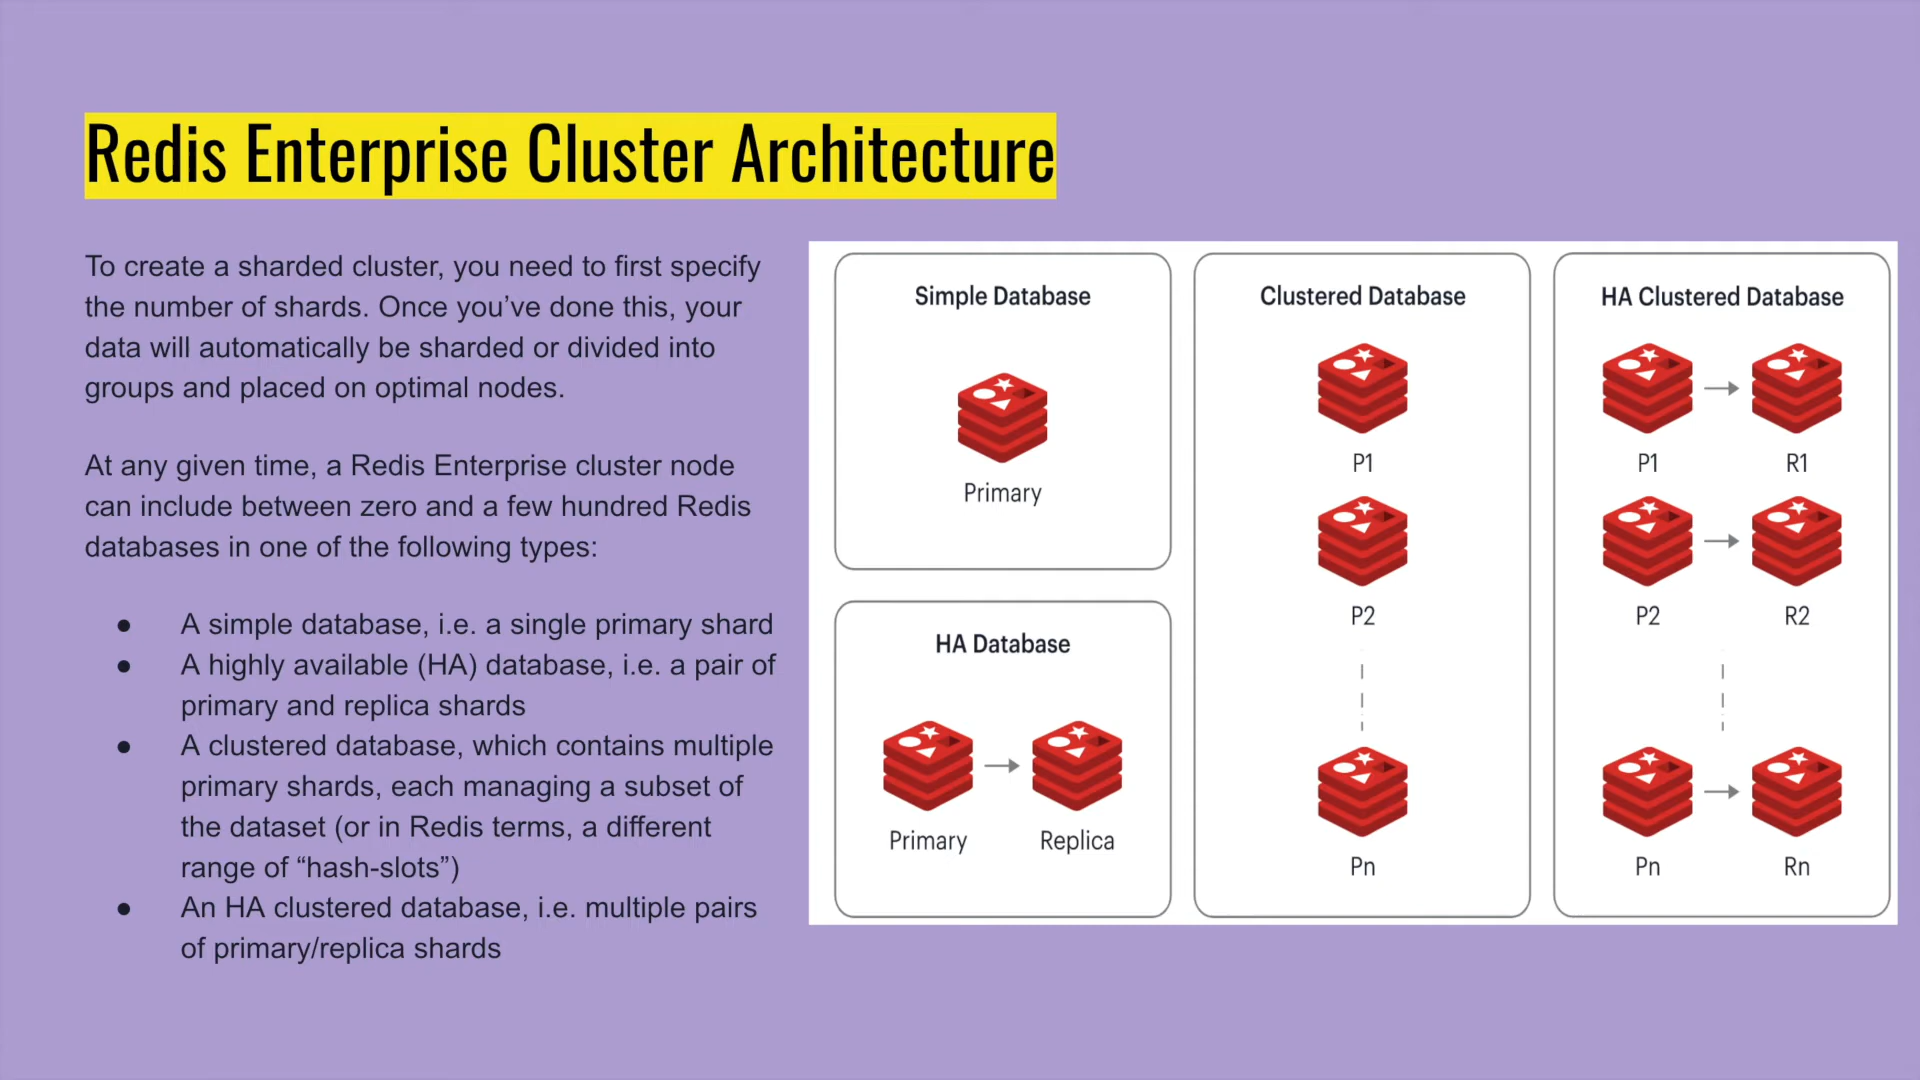 Redis Enterprise Cluster Architecture
To create a sharded cluster, you need to first specify
the number of shards. Once you’ve done this, your
data will automatically be sharded or divided into
groups and placed on optimal nodes.
At any given time, a Redis Enterprise cluster node
can include between zero and a few hundred Redis
databases in one of the following types:
● A simple database, i.e. a single primary shard
● A highly available (HA) database, i.e. a pair of
primary and replica shards
● A clustered database, which contains multiple
primary shards, each managing a subset of
the dataset (or in Redis terms, a different
range of “hash-slots”)
● An HA clustered database, i.e. multiple pairs
of primary/replica shards
Simple Database
Primary
HA Database
Primary Replica
Clustered Database
P1
P2
Pn
HA Clustered Database
P1 R1
P2 R2
Pn Rn